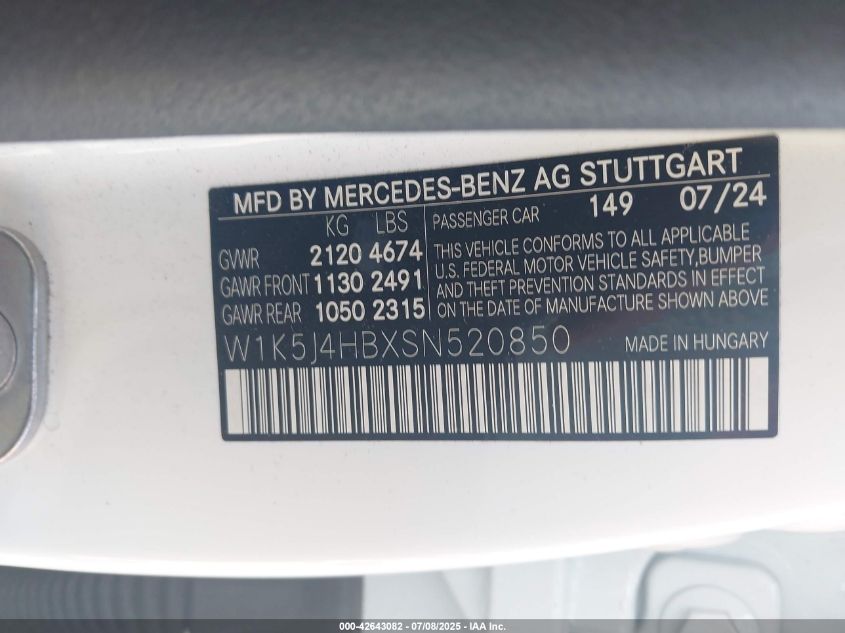 MFD BY MERCEDES-BENZ AG STUTTGART
KG LBS
GVWR 2120 4674
GAWR FRONT 1130 2491
GAWR REAR 1050 2315
PASSENGER CAR 149 07/24
THIS VEHICLE CONFORMS TO ALL APPLICABLE
U.S. FEDERAL MOTOR VEHICLE SAFETY,BUMPER
AND THEFT PREVENTION STANDARDS IN EFFECT
ON THE DATE OF MANUFACTURE SHOWN ABOVE
W1K5J4HBXSN520850 MADE IN HUNGARY
000-42643082 - 07/08/2025 - IAA Inc.